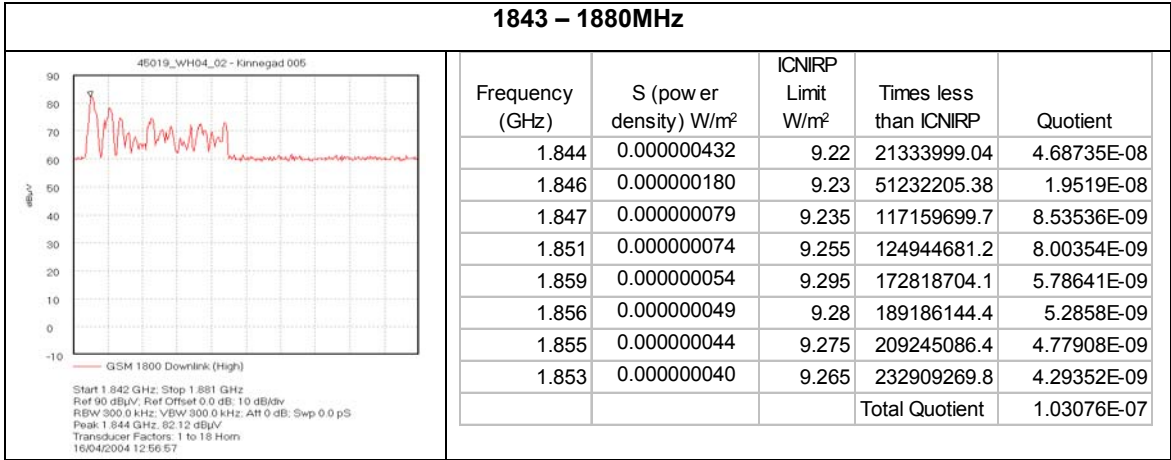 1843 – 1880MHz
45019_WH04_02 - Kinnegad 005
90
80
70
60
50
40
30
20
10
0
-10
dBµV
GSM 1800 Downlink (High)
Start 1.842 GHz; Stop 1.881 GHz
Ref 90 dBµV; Ref Offset 0.0 dB; 10 dB/div
RBW 300.0 kHz; VBW 300.0 kHz; Att 0 dB; Swp 0.0 pS
Peak 1.844 GHz, 82.12 dBµV
Transducer Factors: 1 to 18 Horn
16/04/2004 12:56:57
Frequency (GHz) S (power density) W/m² ICNIRP Limit W/m² Times less than ICNIRP Quotient
1.844 0.000000432 9.22 21333999.04 4.68735E-08
1.846 0.000000180 9.23 51232205.38 1.9519E-08
1.847 0.000000079 9.235 117159699.7 8.53536E-09
1.851 0.000000074 9.255 124944681.2 8.00354E-09
1.859 0.000000054 9.295 172818704.1 5.78641E-09
1.856 0.000000049 9.28 189186144.4 5.2858E-09
1.855 0.000000044 9.275 209245086.4 4.77908E-09
1.853 0.000000040 9.265 232909269.8 4.29352E-09
Total Quotient 1.03076E-07